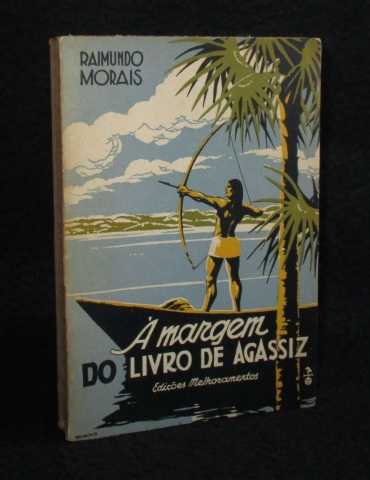 RAIMUNDO
MORAIS
À margem
DO LIVRO DE AGASSIZ
Edições Melhoramentos